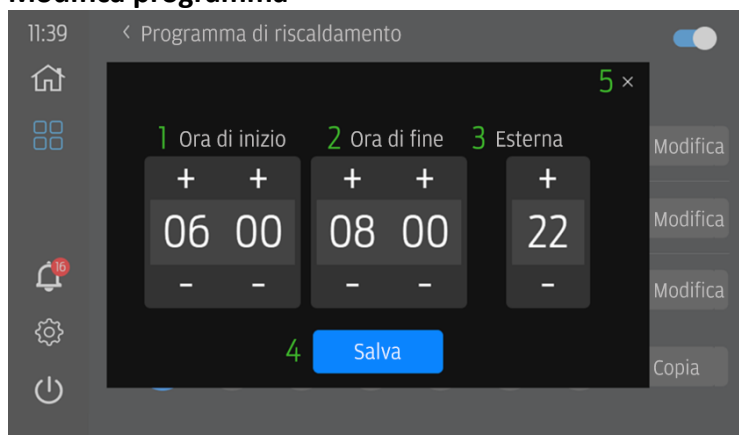 Modifica programma
11:39
< Programma di riscaldamento
5 ×
1 Ora di inizio
2 Ora di fine
3 Esterna
Modifica
+ + + + +
06 00 08 00 22
Modifica
- - - - -
16
Modifica
4 Salva
Copia